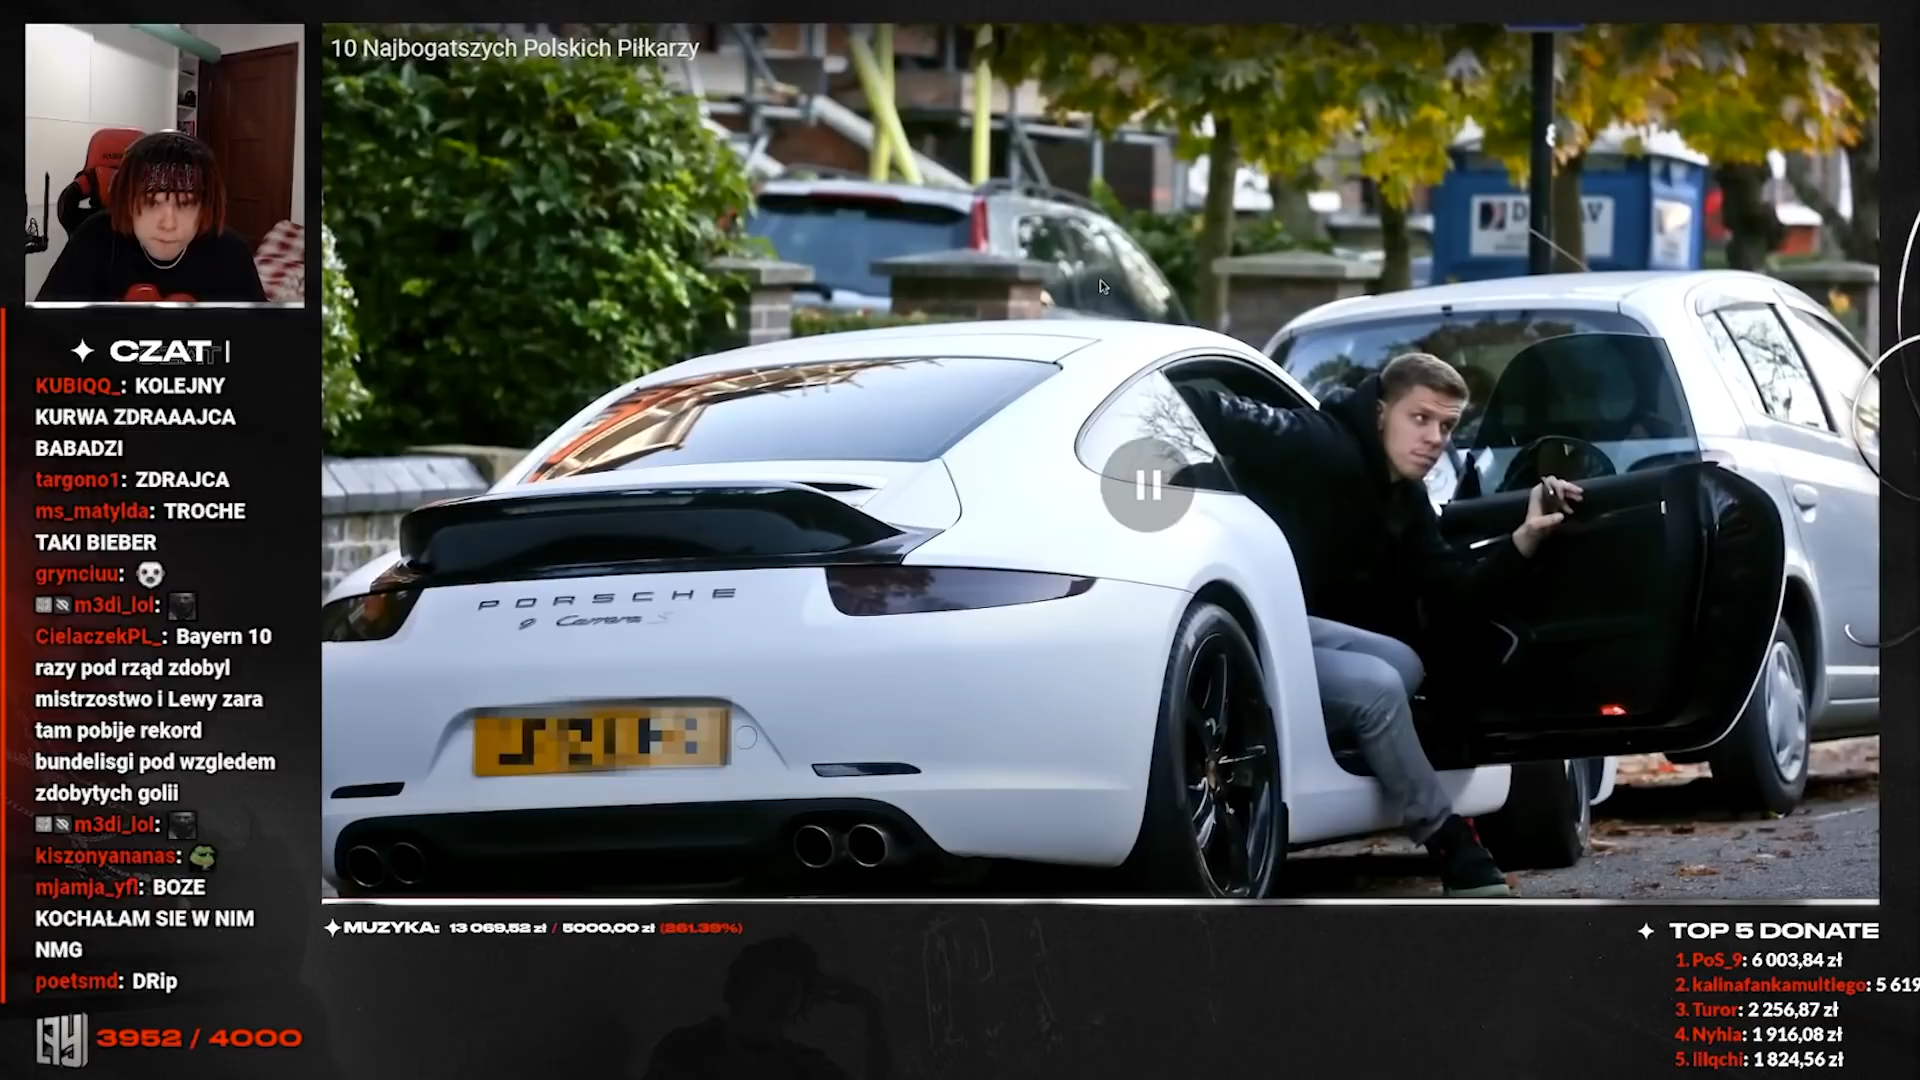 10 Najbogatszych Polskich Piłkarzy
PORSCHE
Carrera S
CZAT
KUBIQQ_: KOLEJNY
KURWA ZDRAAAJCA
BABADZI
targono1: ZDRAJCA
ms_matylda: TROCHE
TAKI BIEBER
grynciuu:
m3di_lol:
CielaczekPL_: Bayern 10
razy pod rząd zdobyl
mistrzostwo i Lewy zara
tam pobije rekord
bundelisgi pod wzgledem
zdobytych golii
m3di_lol:
kiszonyananas:
mjamja_yfl: BOZE
KOCHAŁAM SIE W NIM
NMG
poetsmd: DRip
3952 / 4000
MUZYKA: 13 069,52 zł / 5000,00 zł (261.39%)
TOP 5 DONATE
1. PoS_9: 6 003,84 zł
2. kalinafankamultiego: 5 619
3. Turor: 2 256,87 zł
4. Nyhla: 1 916,08 zł
5. lilqchi: 1 824,56 zł